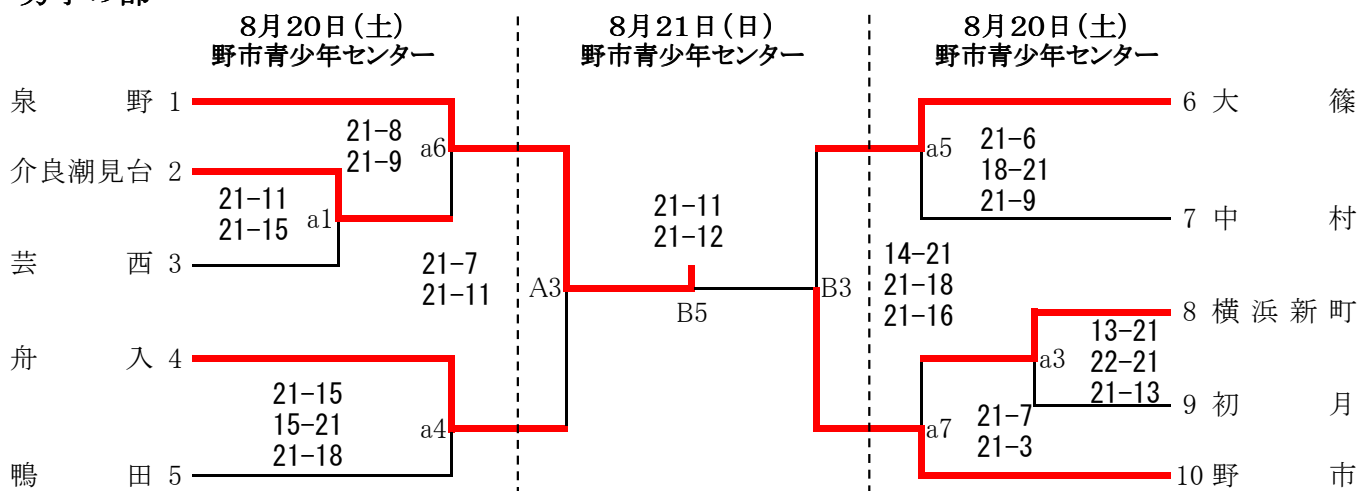 8月20日(土)
野市青少年センター
8月21日(日)
野市青少年センター
8月20日(土)
野市青少年センター
泉野 1
介良潮見台 2
芸西 3
舟入 4
鴨田 5
21-8
21-9
a6
21-11
21-15
a1
21-7
21-11
A3
21-15
15-21
21-18
a4
21-11
21-12
B5
B3
14-21
21-18
21-16
a5
21-6
18-21
21-9
a3
13-21
22-21
21-13
a7
21-7
21-3
6 大篠
7 中村
8 横浜新町
9 初月
10 野市